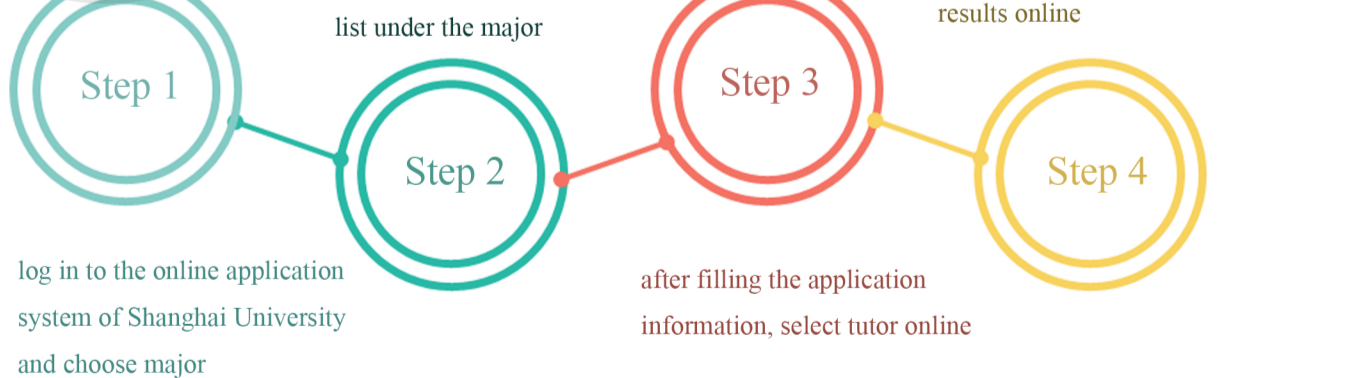 list under the major
results online
Step 1
Step 2
Step 3
Step 4
log in to the online application
system of Shanghai University
and choose major
after filling the application
information, select tutor online